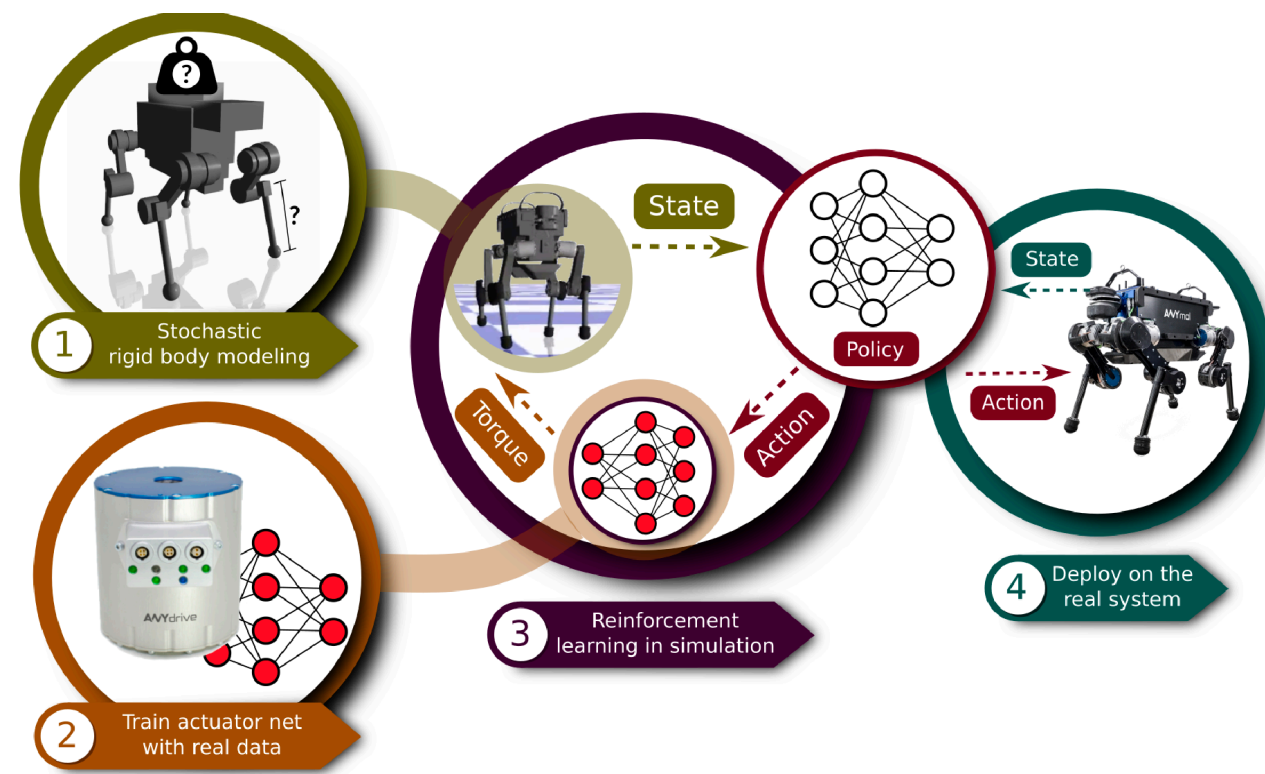 ?
?
1
Stochastic
rigid body modeling
ANYdrive
2
Train actuator net
with real data
State
Policy
Action
Torque
3
Reinforcement
learning in simulation
State
ANYmal
Action
4
Deploy on the
real system